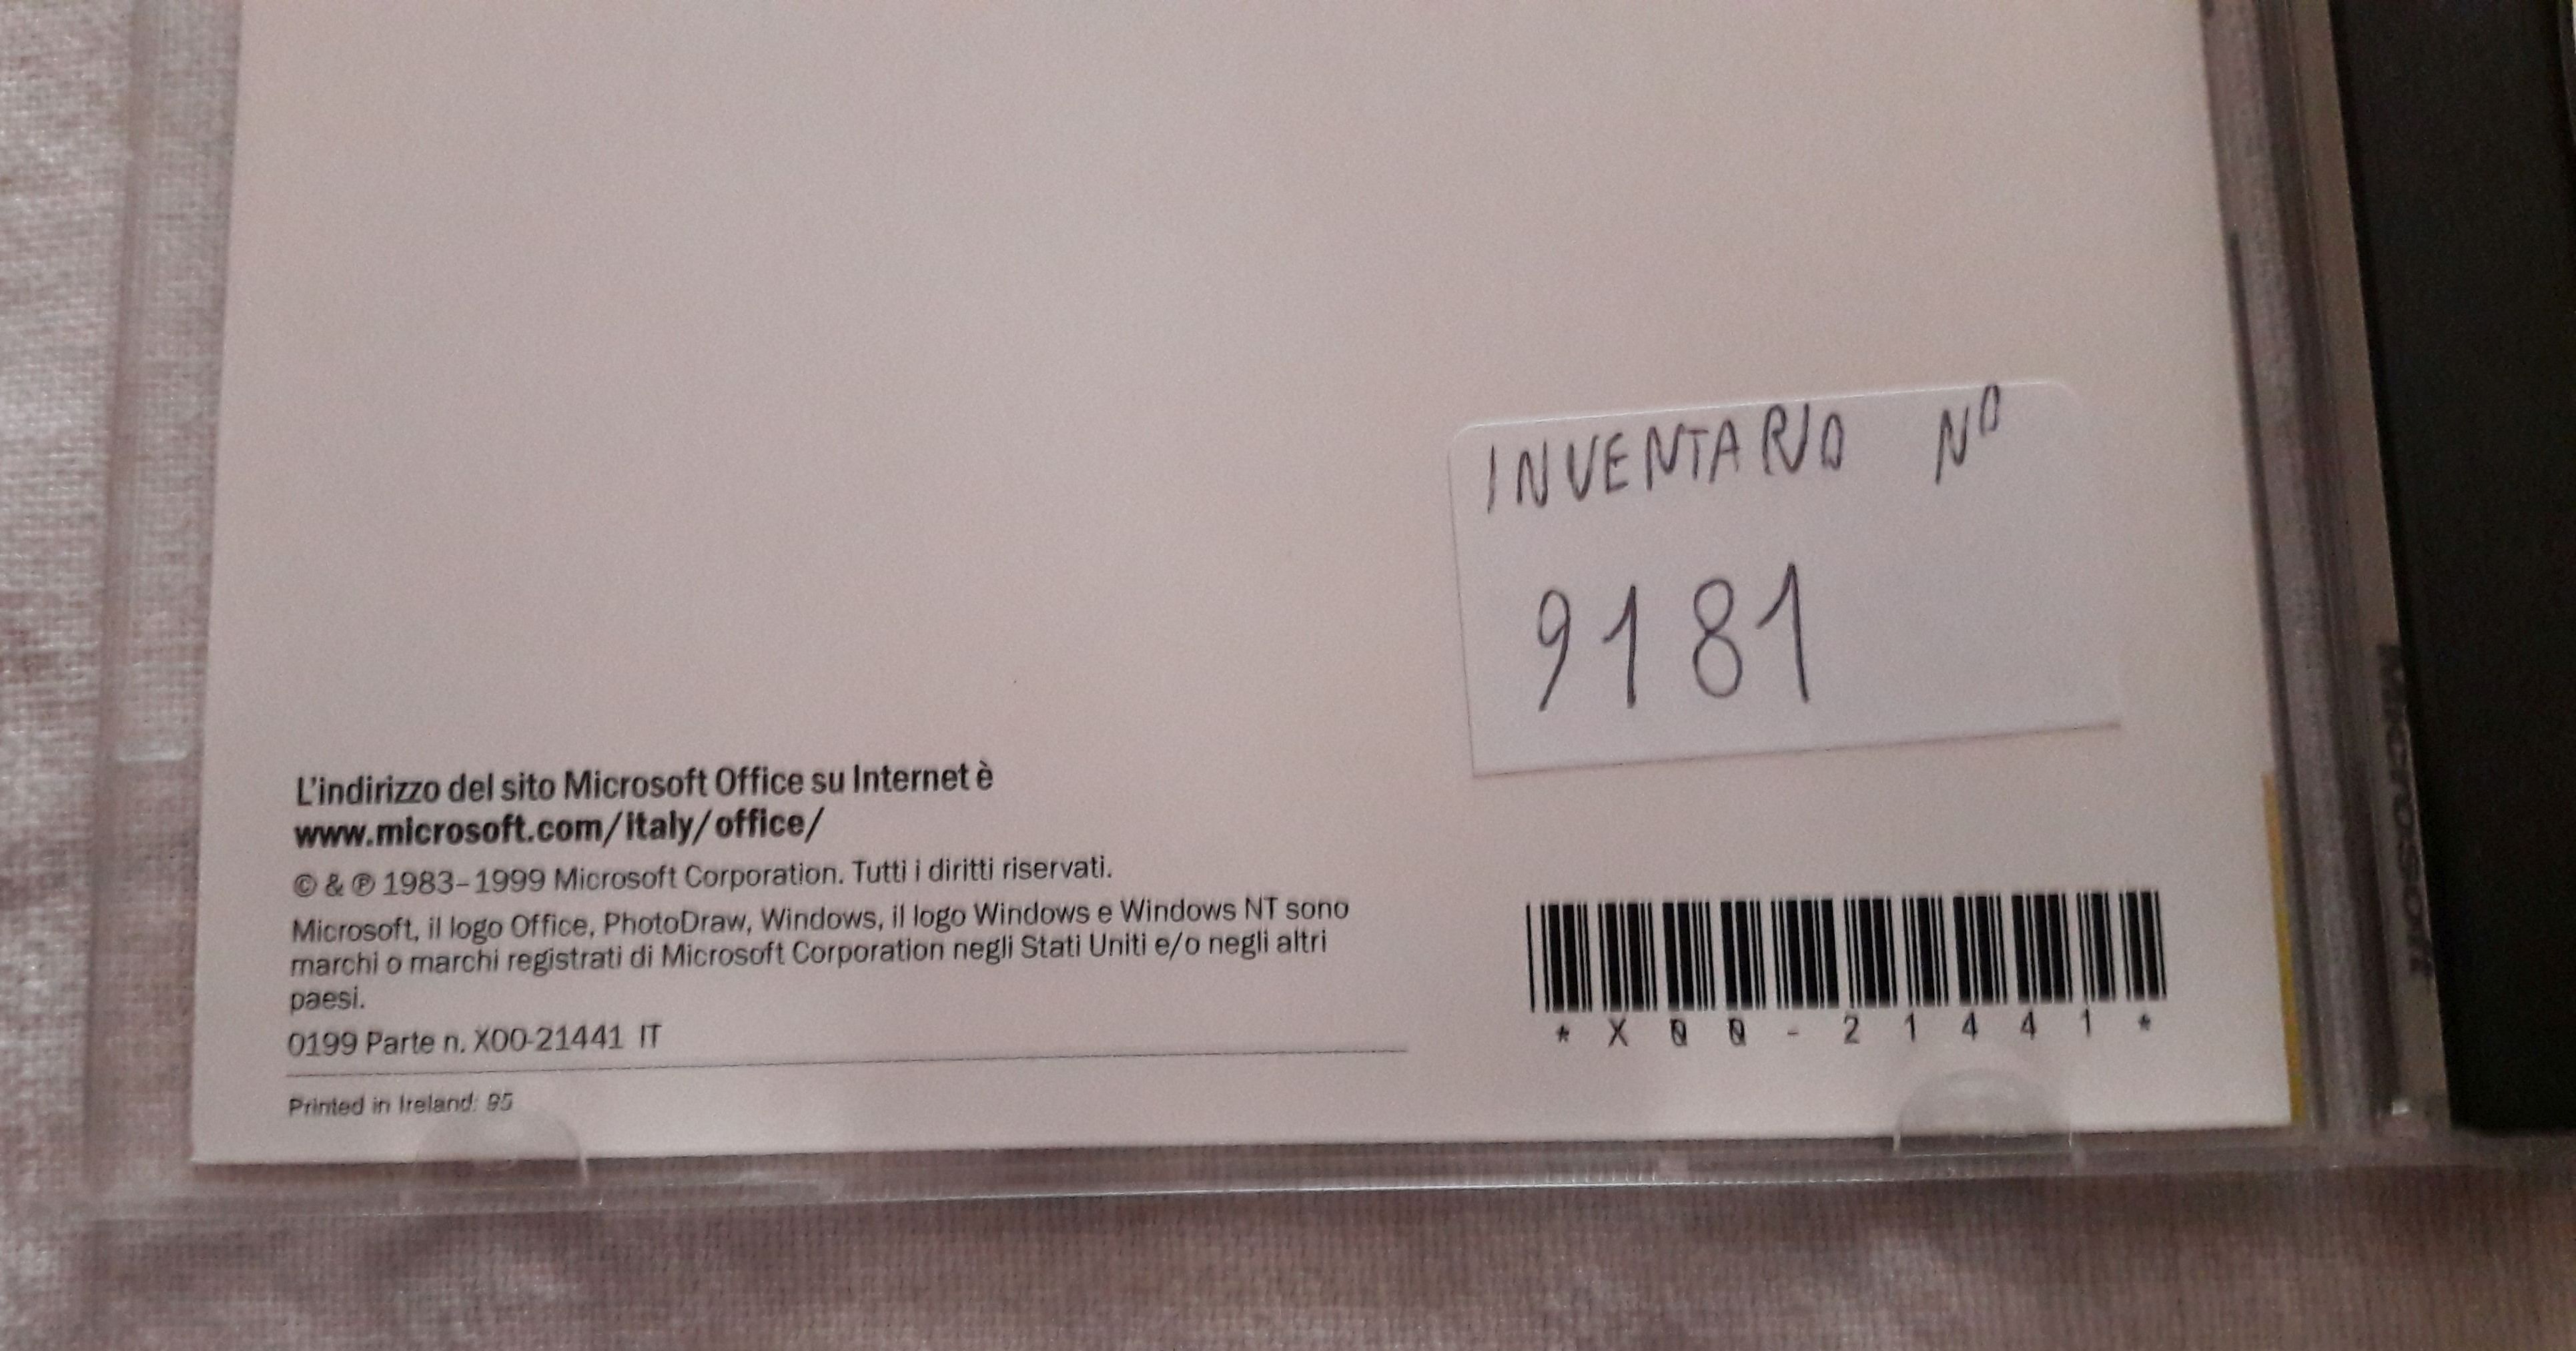 INVENTARIO NO
9181
L'indirizzo del sito Microsoft Office su Internet è
www.microsoft.com/italy/office/
© & ℗ 1983–1999 Microsoft Corporation. Tutti i diritti riservati.
Microsoft, il logo Office, PhotoDraw, Windows, il logo Windows e Windows NT sono
marchi o marchi registrati di Microsoft Corporation negli Stati Uniti e/o negli altri
paesi.
0199 Parte n. X00-21441 IT
Printed in Ireland: 95
*X00-21441*
Microsoft